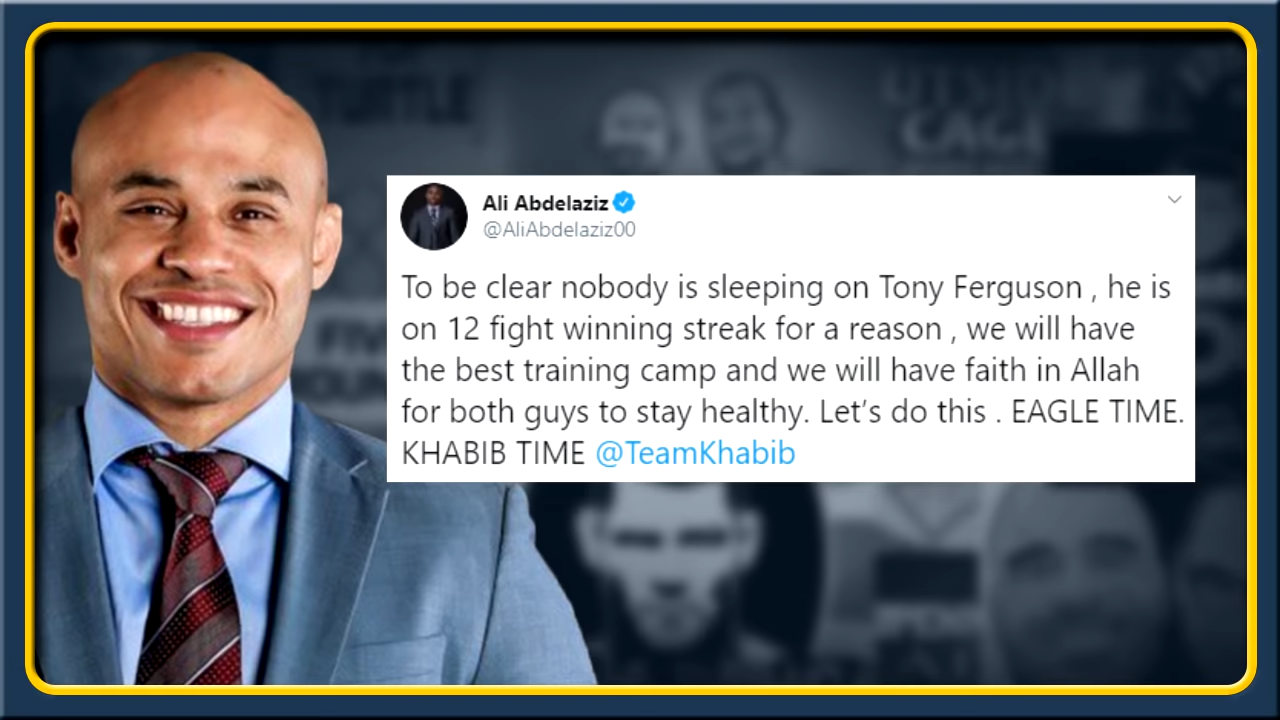 Ali Abdelaziz
@AliAbdelaziz00
To be clear nobody is sleeping on Tony Ferguson , he is
on 12 fight winning streak for a reason , we will have
the best training camp and we will have faith in Allah
for both guys to stay healthy. Let’s do this . EAGLE TIME.
KHABIB TIME @TeamKhabib
CAGE